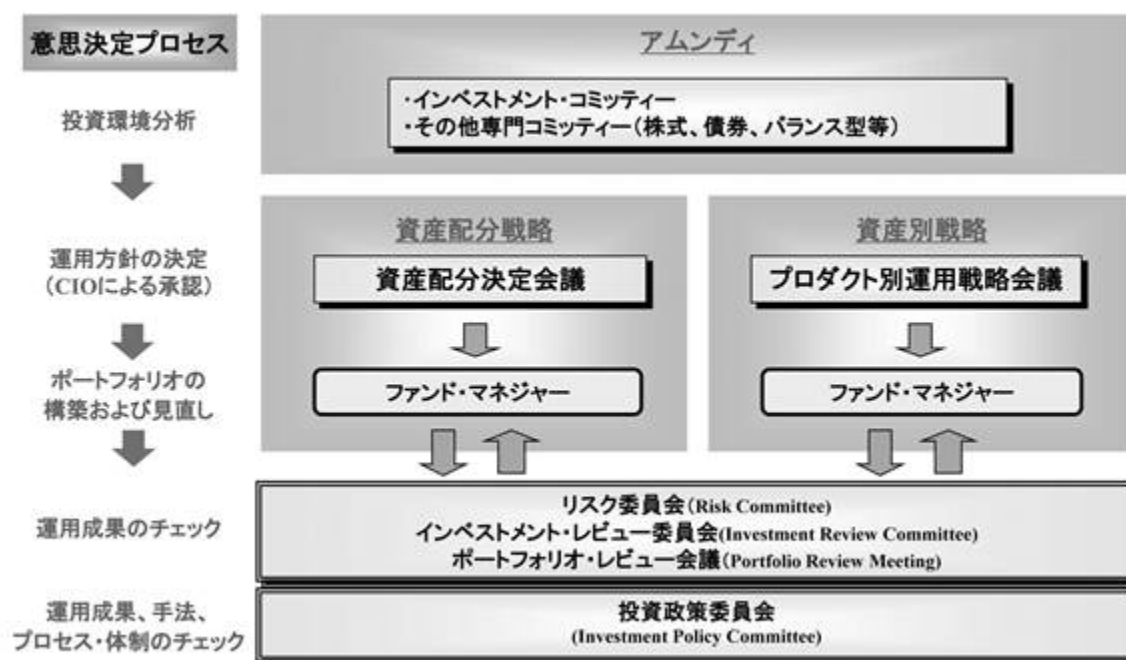 意思決定プロセス
アムンディ
・インベストメント・コミッティー
・その他専門コミッティー(株式、債券、バランス型等)
投資環境分析
資産配分戦略
資産別戦略
運用方針の決定
(CIOによる承認)
資産配分決定会議
プロダクト別運用戦略会議
ポートフォリオの
構築および見直し
ファンド・マネジャー
ファンド・マネジャー
運用成果のチェック
リスク委員会(Risk Committee)
インベストメント・レビュー委員会(Investment Review Committee)
ポートフォリオ・レビュー会議(Portfolio Review Meeting)
運用成果、手法、
プロセス・体制のチェック
投資政策委員会
(Investment Policy Committee)